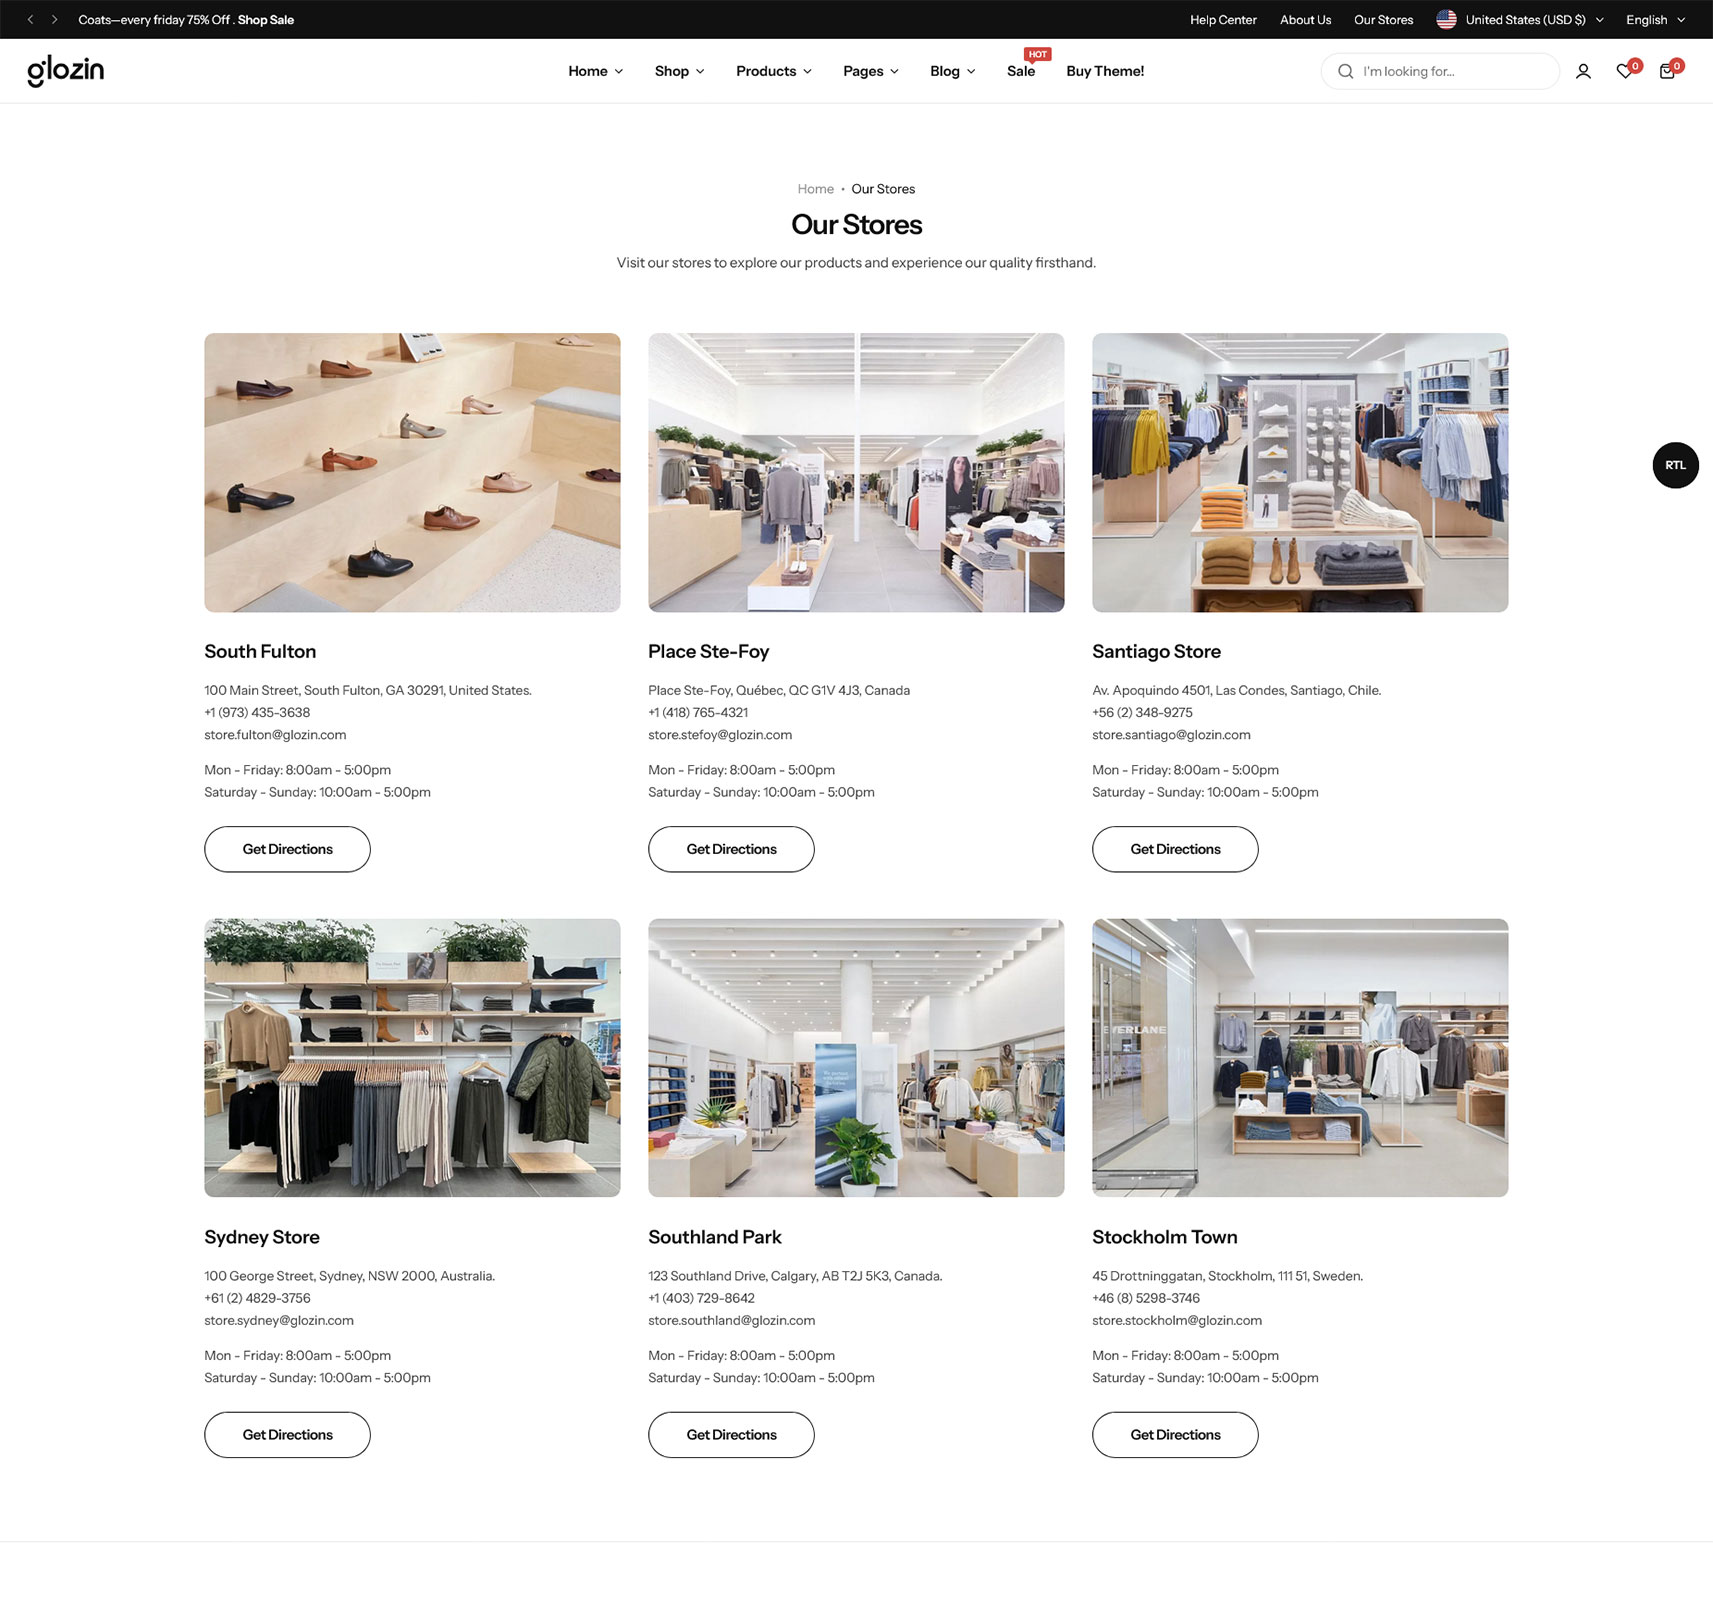 Coats—every friday 75% Off . Shop Sale
Help Center
About Us
Our Stores
United States (USD $)
English
glozin
Home
Shop
Products
Pages
Blog
Sale
HOT
Buy Theme!
I'm looking for...
0
0
Home • Our Stores
Our Stores
Visit our stores to explore our products and experience our quality firsthand.
RTL
South Fulton
100 Main Street, South Fulton, GA 30291, United States.
+1 (973) 435-3638
store.fulton@glozin.com
Mon - Friday: 8:00am - 5:00pm
Saturday - Sunday: 10:00am - 5:00pm
Get Directions
Place Ste-Foy
Place Ste-Foy, Québec, QC G1V 4J3, Canada
+1 (418) 765-4321
store.stefoy@glozin.com
Mon - Friday: 8:00am - 5:00pm
Saturday - Sunday: 10:00am - 5:00pm
Get Directions
Santiago Store
Av. Apoquindo 4501, Las Condes, Santiago, Chile.
+56 (2) 348-9275
store.santiago@glozin.com
Mon - Friday: 8:00am - 5:00pm
Saturday - Sunday: 10:00am - 5:00pm
Get Directions
EVERLANE
Sydney Store
100 George Street, Sydney, NSW 2000, Australia.
+61 (2) 4829-3756
store.sydney@glozin.com
Mon - Friday: 8:00am - 5:00pm
Saturday - Sunday: 10:00am - 5:00pm
Get Directions
Southland Park
123 Southland Drive, Calgary, AB T2J 5K3, Canada.
+1 (403) 729-8642
store.southland@glozin.com
Mon - Friday: 8:00am - 5:00pm
Saturday - Sunday: 10:00am - 5:00pm
Get Directions
Stockholm Town
45 Drottninggatan, Stockholm, 111 51, Sweden.
+46 (8) 5298-3746
store.stockholm@glozin.com
Mon - Friday: 8:00am - 5:00pm
Saturday - Sunday: 10:00am - 5:00pm
Get Directions